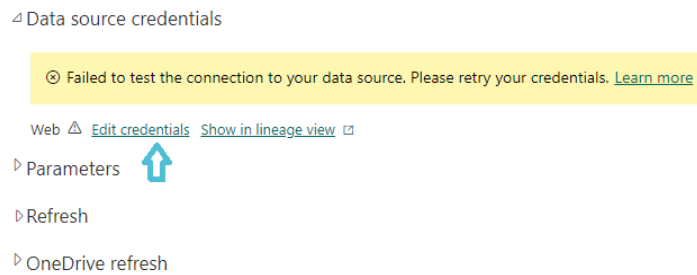 Data source credentials
Failed to test the connection to your data source. Please retry your credentials. Learn more
Web Edit credentials Show in lineage view
Parameters
Refresh
OneDrive refresh